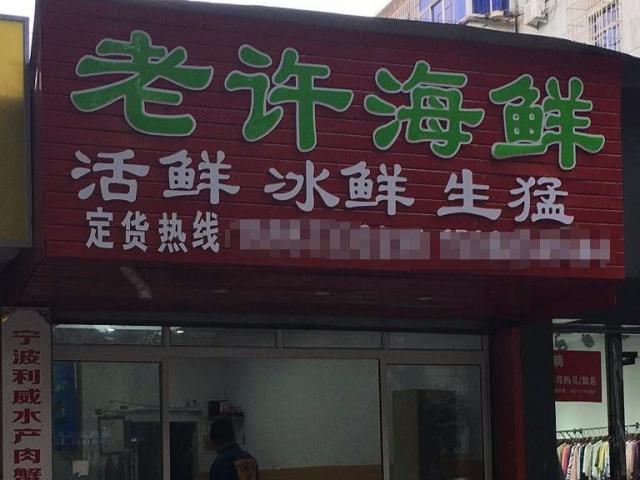 老许海鲜
活鲜 冰鲜 生猛
定货热线
宁波利威水产肉蟹